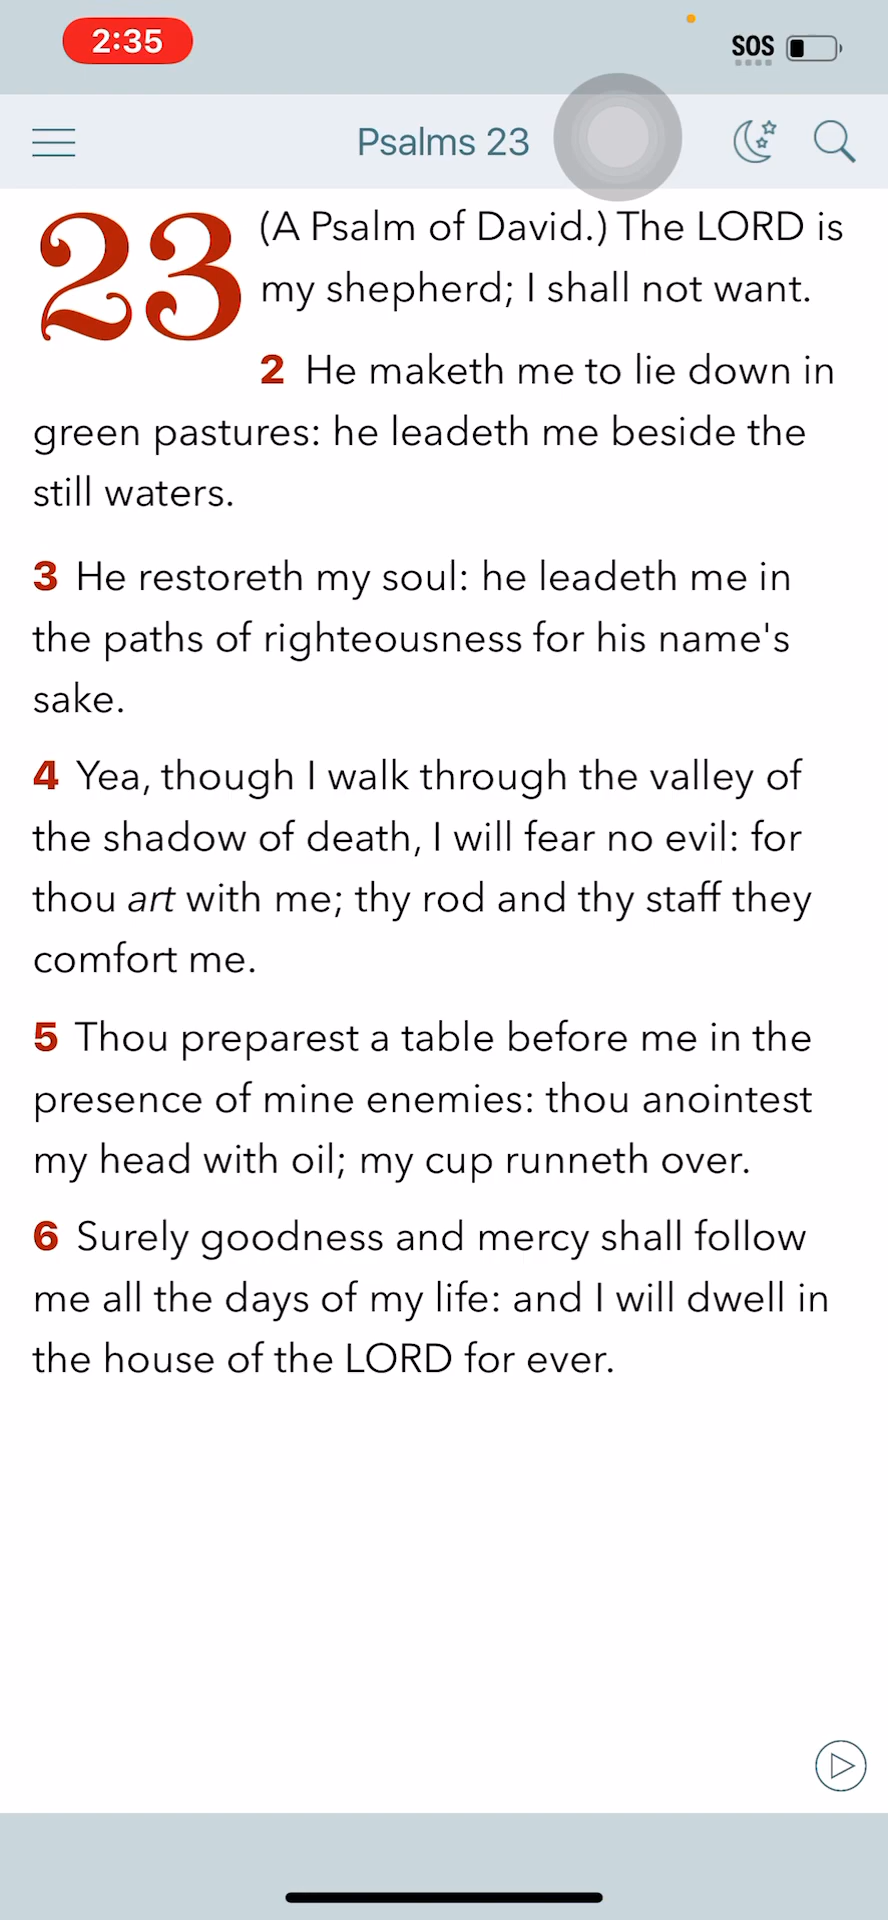 2:35
SOS
Psalms 23
23 (A Psalm of David.) The LORD is
my shepherd; I shall not want.
2 He maketh me to lie down in
green pastures: he leadeth me beside the
still waters.
3 He restoreth my soul: he leadeth me in
the paths of righteousness for his name's
sake.
4 Yea, though I walk through the valley of
the shadow of death, I will fear no evil: for
thou art with me; thy rod and thy staff they
comfort me.
5 Thou preparest a table before me in the
presence of mine enemies: thou anointest
my head with oil; my cup runneth over.
6 Surely goodness and mercy shall follow
me all the days of my life: and I will dwell in
the house of the LORD for ever.